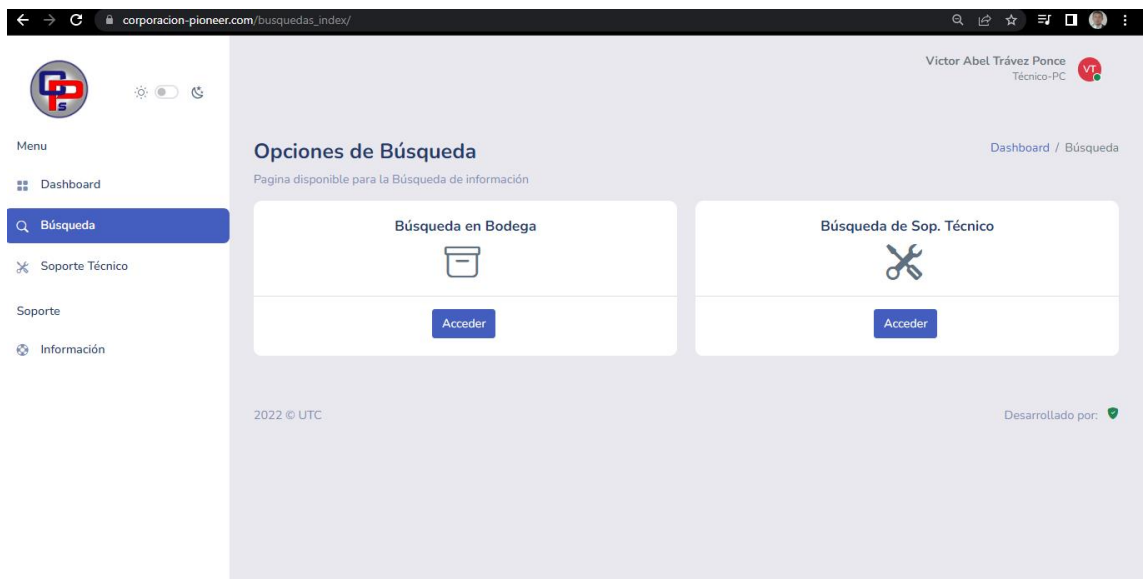 corporacion-pioneer.com/busquedas_index/
CPPs
Victor Abel Trávez Ponce
Técnico-PC
VT
Menu
Dashboard
Búsqueda
Soporte Técnico
Soporte
Información
Opciones de Búsqueda
Dashboard / Búsqueda
Pagina disponible para la Búsqueda de información
Búsqueda en Bodega
Acceder
Búsqueda de Sop. Técnico
Acceder
2022 © UTC
Desarrollado por: